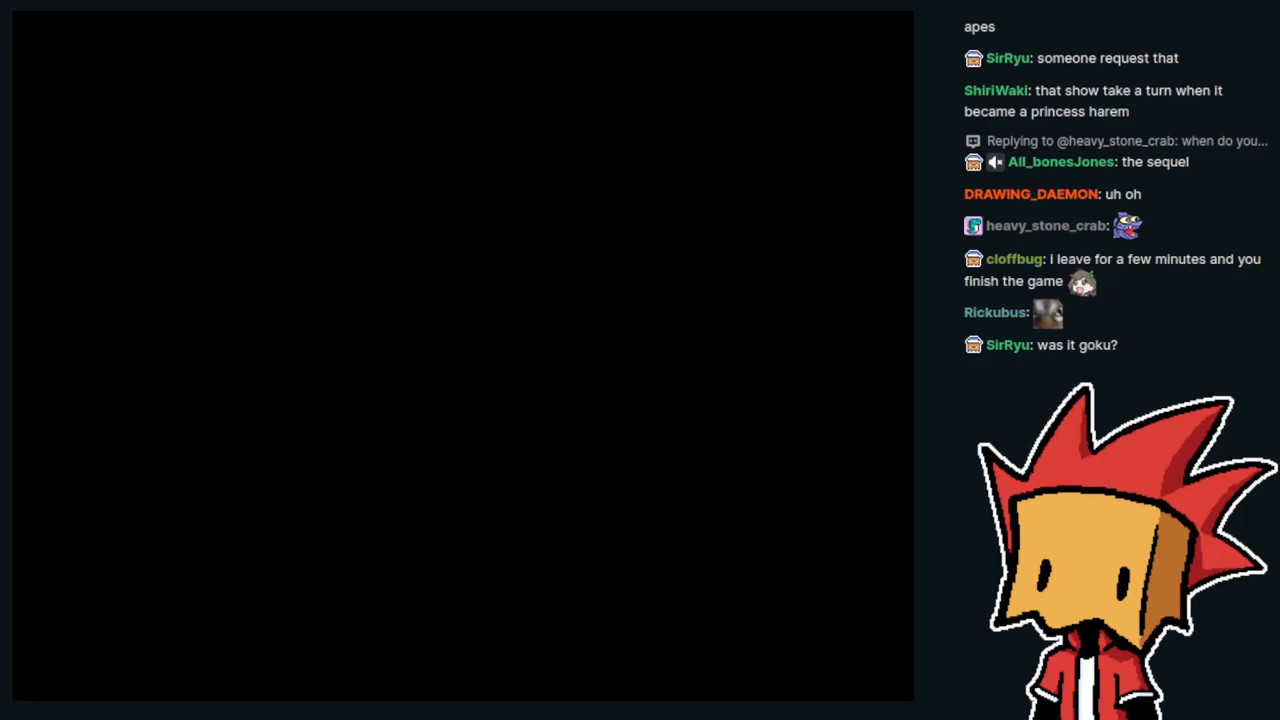 apes
SirRyu: someone request that
ShiriWaki: that show take a turn when it
became a princess harem
Replying to @heavy_stone_crab: when do you...
All_bonesJones: the sequel
DRAWING_DAEMON: uh oh
heavy_stone_crab:
cloffbug: i leave for a few minutes and you
finish the game
Rickubus:
SirRyu: was it goku?